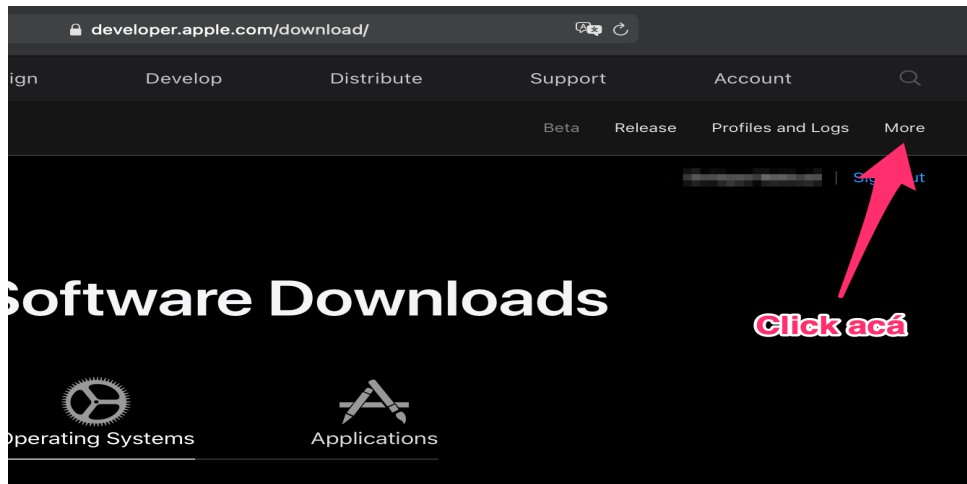 developer.apple.com/download/
ign Develop Distribute Support Account
Beta Release Profiles and Logs More
Software Downloads
Click acá
Operating Systems Applications